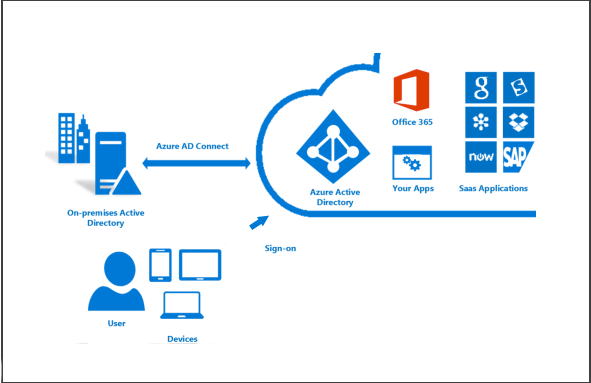 Azure AD Connect
On-premises Active
Directory
Azure Active
Directory
Office 365
Your Apps
g
now
SAP
Saas Applications
Sign-on
User
Devices